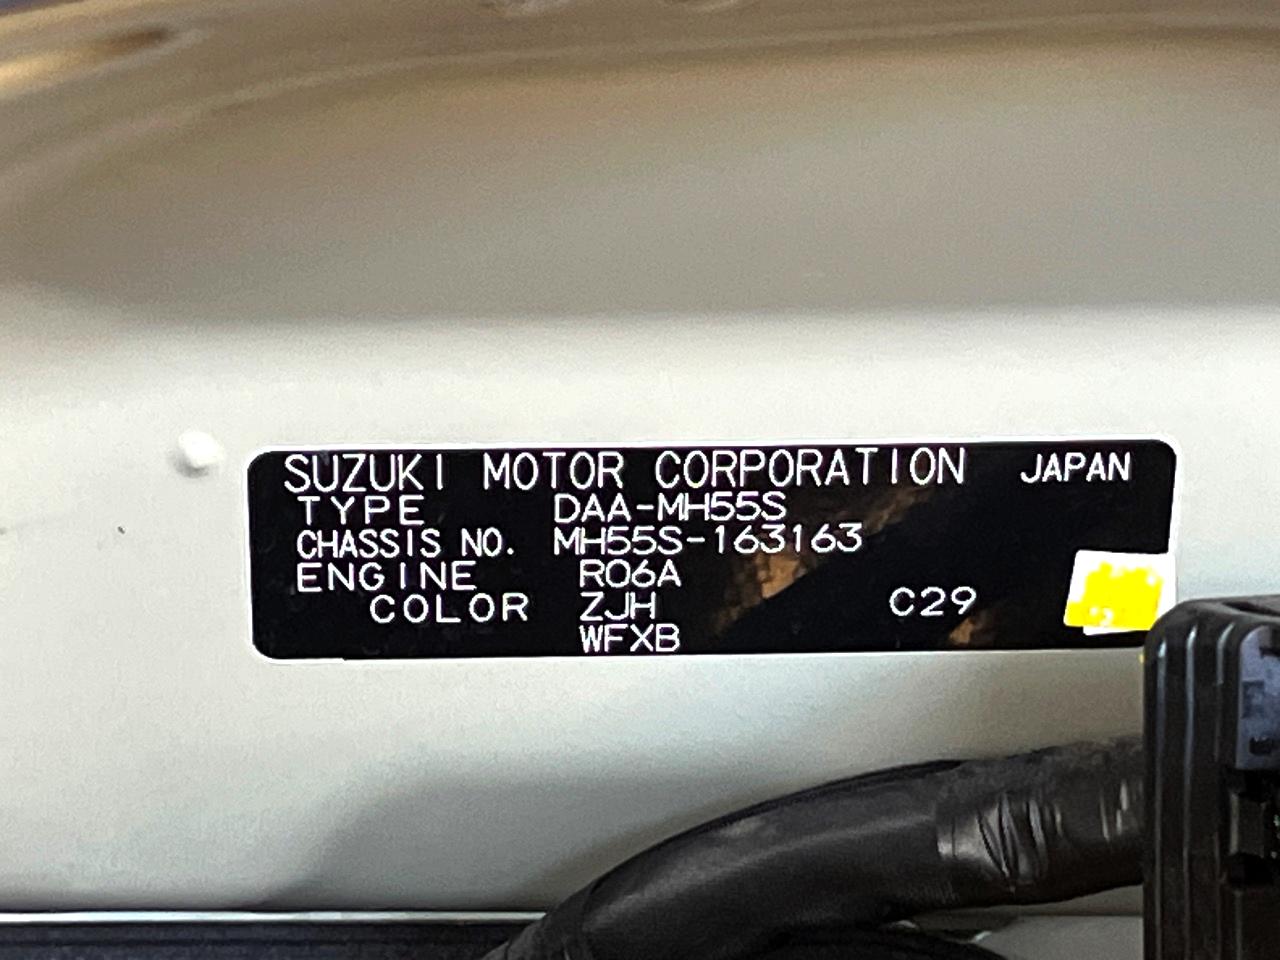 SUZUKI MOTOR CORPORATION JAPAN
TYPE DAA-MH55S
CHASSIS NO. MH55S-163163
ENGINE R06A
COLOR ZJH C29
WFXB